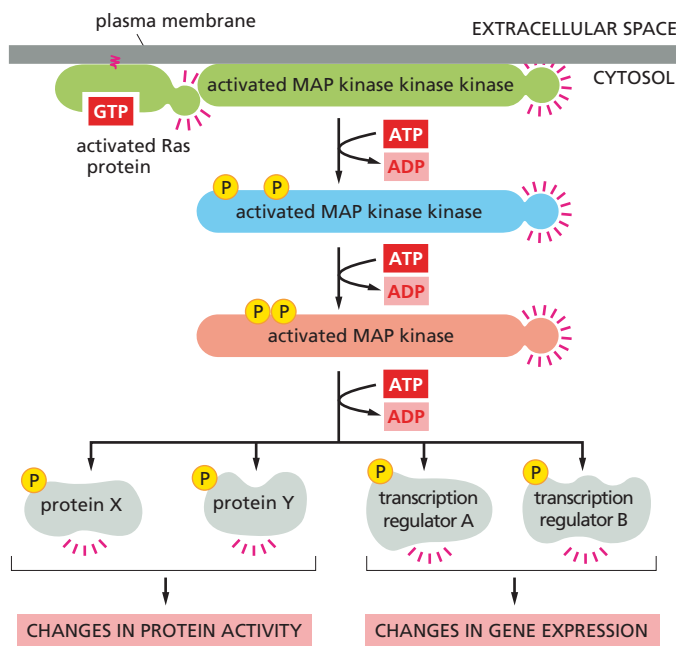 plasma membrane
EXTRACELLULAR SPACE
CYTOSOL
activated MAP kinase kinase kinase
GTP
activated Ras
protein
ATP
ADP
P P
activated MAP kinase kinase
ATP
ADP
P P
activated MAP kinase
ATP
ADP
P
protein X
P
protein Y
P
transcription
regulator A
P
transcription
regulator B
CHANGES IN PROTEIN ACTIVITY
CHANGES IN GENE EXPRESSION